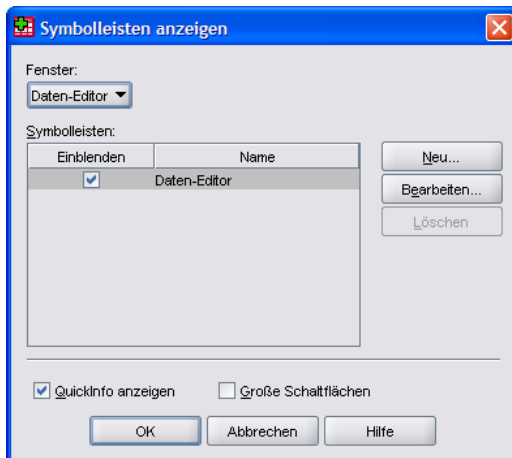 Symbolleisten anzeigen
Fenster:
Daten-Editor
Symbolleisten:
Einblenden Name
Daten-Editor
Neu...
Bearbeiten...
Löschen
QuickInfo anzeigen Große Schaltflächen
OK Abbrechen Hilfe